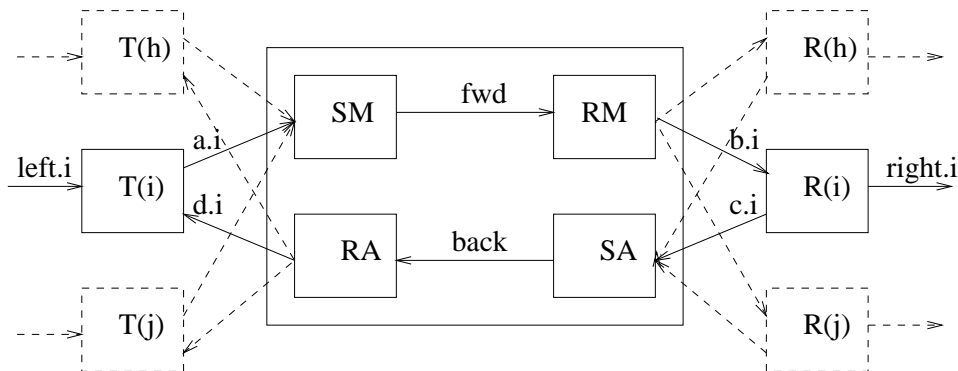 T(h)
R(h)
SM
fwd
RM
a.i
b.i
left.i
T(i)
R(i)
right.i
d.i
c.i
RA
back
SA
T(j)
R(j)